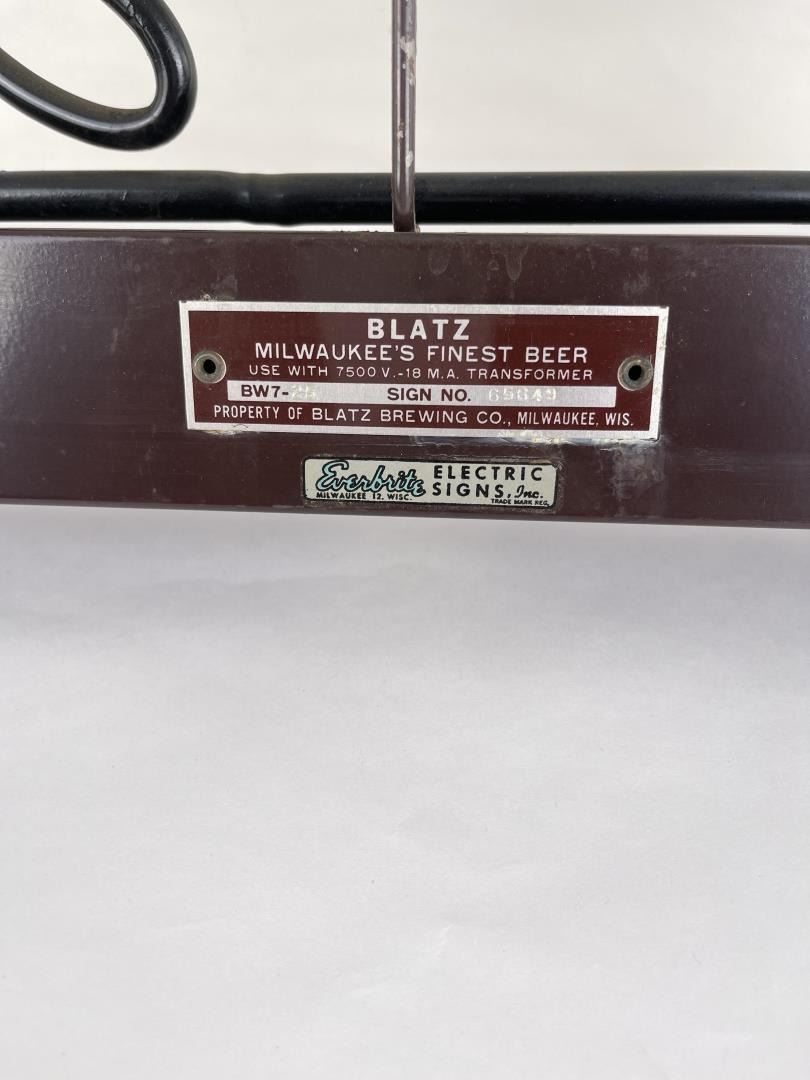 BLATZ
MILWAUKEE'S FINEST BEER
USE WITH 7500 V.-18 M.A. TRANSFORMER
BW7- SIGN NO.
PROPERTY OF BLATZ BREWING CO., MILWAUKEE, WIS.
Everbrite ELECTRIC
MILWAUKEE 12, WISC. SIGNS, Inc.
TRADE MARK REG.